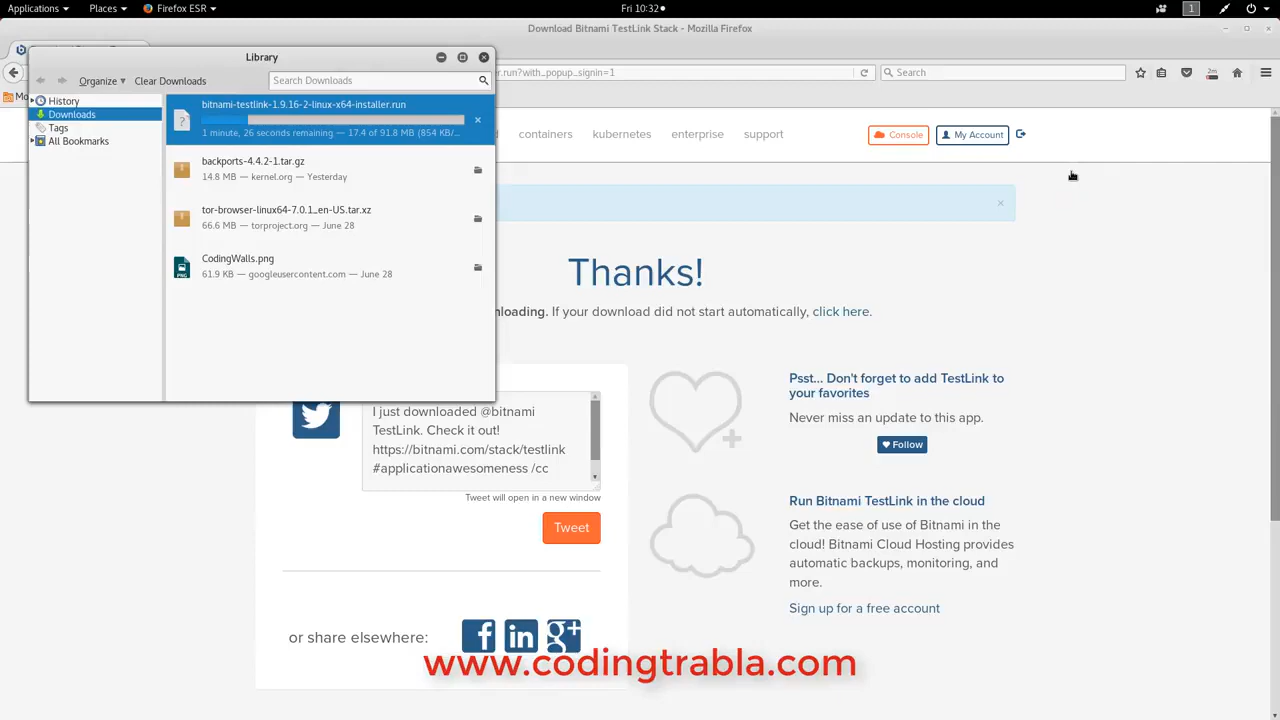 Applications ▾ Places ▾ Firefox ESR ▾
Fri 10:32
1
Download Bitnami TestLink Stack - Mozilla Firefox
Library
er.run?with_popup_signin=1
Search
Organize ▾ Clear Downloads
Search Downloads
Mo
History
Downloads
Tags
All Bookmarks
bitnami-testlink-1.9.16-2-linux-x64-installer.run
1 minute, 26 seconds remaining — 17.4 of 91.8 MB (854 KB/...
backports-4.4.2-1.tar.gz
14.8 MB — kernel.org — Yesterday
tor-browser-linux64-7.0.1_en-US.tar.xz
66.6 MB — torproject.org — June 28
CodingWalls.png
61.9 KB — googleusercontent.com — June 28
containers kubernetes enterprise support
Console
My Account
Thanks!
nloading. If your download did not start automatically, click here.
I just downloaded @bitnami
TestLink. Check it out!
https://bitnami.com/stack/testlink
#applicationawesomeness /cc
Tweet will open in a new window
Tweet
or share elsewhere:
Psst... Don't forget to add TestLink to
your favorites
Never miss an update to this app.
Follow
Run Bitnami TestLink in the cloud
Get the ease of use of Bitnami in the
cloud! Bitnami Cloud Hosting provides
automatic backups, monitoring, and
more.
Sign up for a free account
www.codingtrabla.com